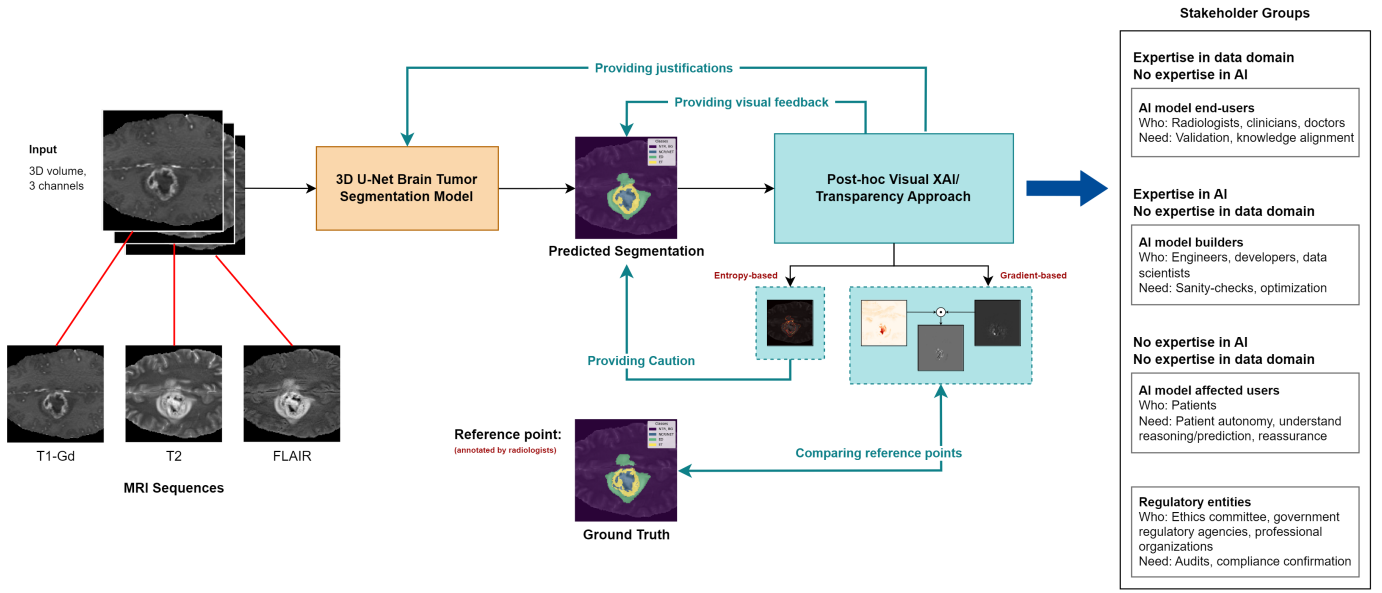 Stakeholder Groups
Expertise in data domain
No expertise in AI
AI model end-users
Who: Radiologists, clinicians, doctors
Need: Validation, knowledge alignment
Expertise in AI
No expertise in data domain
AI model builders
Who: Engineers, developers, data
scientists
Need: Sanity-checks, optimization
No expertise in AI
No expertise in data domain
AI model affected users
Who: Patients
Need: Patient autonomy, understand
reasoning/prediction, reassurance
Regulatory entities
Who: Ethics committee, government
regulatory agencies, professional
organizations
Need: Audits, compliance confirmation
Providing justifications
Providing visual feedback
Input
3D volume,
3 channels
3D U-Net Brain Tumor
Segmentation Model
Classes
ED
ET
Predicted Segmentation
Post-hoc Visual XAI/
Transparency Approach
Entropy-based
Gradient-based
Providing Caution
T1-Gd
T2
FLAIR
MRI Sequences
Reference point:
(annotated by radiologists)
Classes
ED
ET
Ground Truth
Comparing reference points